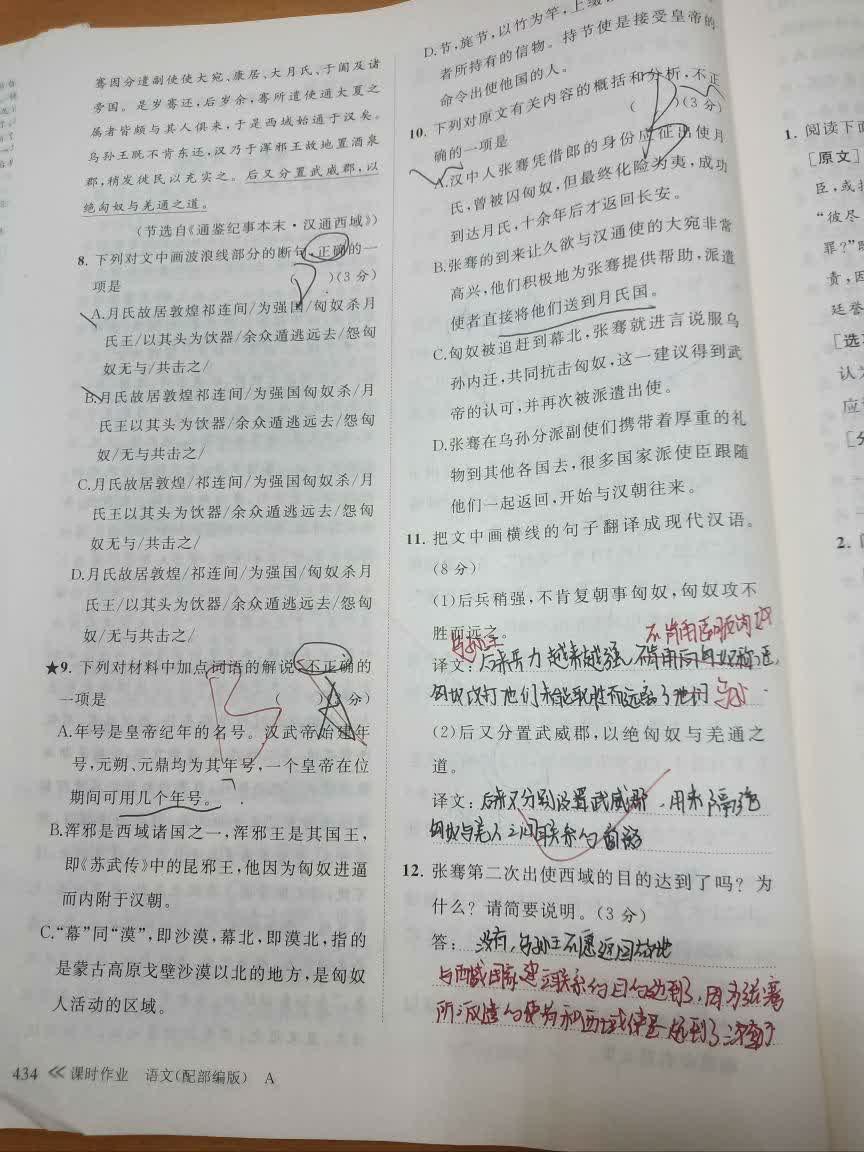 骞因分遣副使使大宛、康居、大月氏、于阗及诸
旁国。是岁骞还,后岁余,骞所遣使通大夏之
属者皆颇与其人俱来,于是西域始通于汉矣。
乌孙王既不肯东还,汉乃于浑邪王故地置酒泉
郡,稍发徙民以充实之。后又分置武威郡,以
绝匈奴与羌通之道。
(节选自《通鉴纪事本末·汉通西域》)
8. 下列对文中画波浪线部分的断句,正确的一
项是 ( )(3分)
A.月氏故居敦煌祁连间/为强国/匈奴杀月
氏王/以其头为饮器/余众遁逃远去/怨匈
奴无与/共击之/
B.月氏故居敦煌祁连间/为强国匈奴杀/月
氏王以其头为饮器/余众遁逃远去/怨匈
奴/无与共击之/
C.月氏故居敦煌/祁连间/为强国匈奴杀/月
氏王以其头为饮器/余众遁逃远去/怨匈
奴无与/共击之/
D.月氏故居敦煌/祁连间/为强国/匈奴杀月
氏王/以其头为饮器/余众遁逃远去/怨匈
奴/无与共击之/
★9. 下列对材料中加点词语的解说,不正确的
一项是 ( )(3分)
A.年号是皇帝纪年的名号。汉武帝始建年
号,元朔、元鼎均为其年号,一个皇帝在位
期间可用几个年号。
B.浑邪是西域诸国之一,浑邪王是其国王,
即《苏武传》中的昆邪王,他因为匈奴进逼
而内附于汉朝。
C.“幕”同“漠”,即沙漠,幕北,即漠北,指的
是蒙古高原戈壁沙漠以北的地方,是匈奴
人活动的区域。
434 《 课时作业 语文(配部编版) A
D.节,旄节,以竹为竿,上缀
者所持有的信物。持节使是接受皇帝的
命令出使他国的人。
10. 下列对原文有关内容的概括和分析,不正
确的一项是 ( )(3分)
A.汉中人张骞凭借郎的身份应征出使月
氏,曾被囚匈奴,但最终化险为夷,成功
到达月氏,十余年后才返回长安。
B.张骞的到来让久欲与汉通使的大宛非常
高兴,他们积极地为张骞提供帮助,派遣
使者直接将他们送到月氏国。
C.匈奴被追赶到幕北,张骞就进言说服乌
孙内迁,共同抗击匈奴,这一建议得到武
帝的认可,并再次被派遣出使。
D.张骞在乌孙分派副使们携带着厚重的礼
物到其他各国去,很多国家派使臣跟随
他们一起返回,开始与汉朝往来。
11. 把文中画横线的句子翻译成现代汉语。
(8分)
(1)后兵稍强,不肯复朝事匈奴,匈奴攻不
胜而远之。
乌孙王
译文:后来兵力越来越强,不肯再向匈奴称臣,
匈奴攻打他们未能取胜而远离了他们 乌孙
(2)后又分置武威郡,以绝匈奴与羌通之
道。
译文:后来又分别设置武威郡,用来隔绝
匈奴与羌人之间联系的道路
12. 张骞第二次出使西域的目的达到了吗?为
什么?请简要说明。(3分)
答:没有,乌孙王不愿返回故地
与西域国家建立联系的目的达到了,因为张骞
所派遣的使者和西域使臣
1. 阅读下面
[原文]
臣,或
“彼尽
罪?”
责,因
廷誉
[选
认为
应
2.